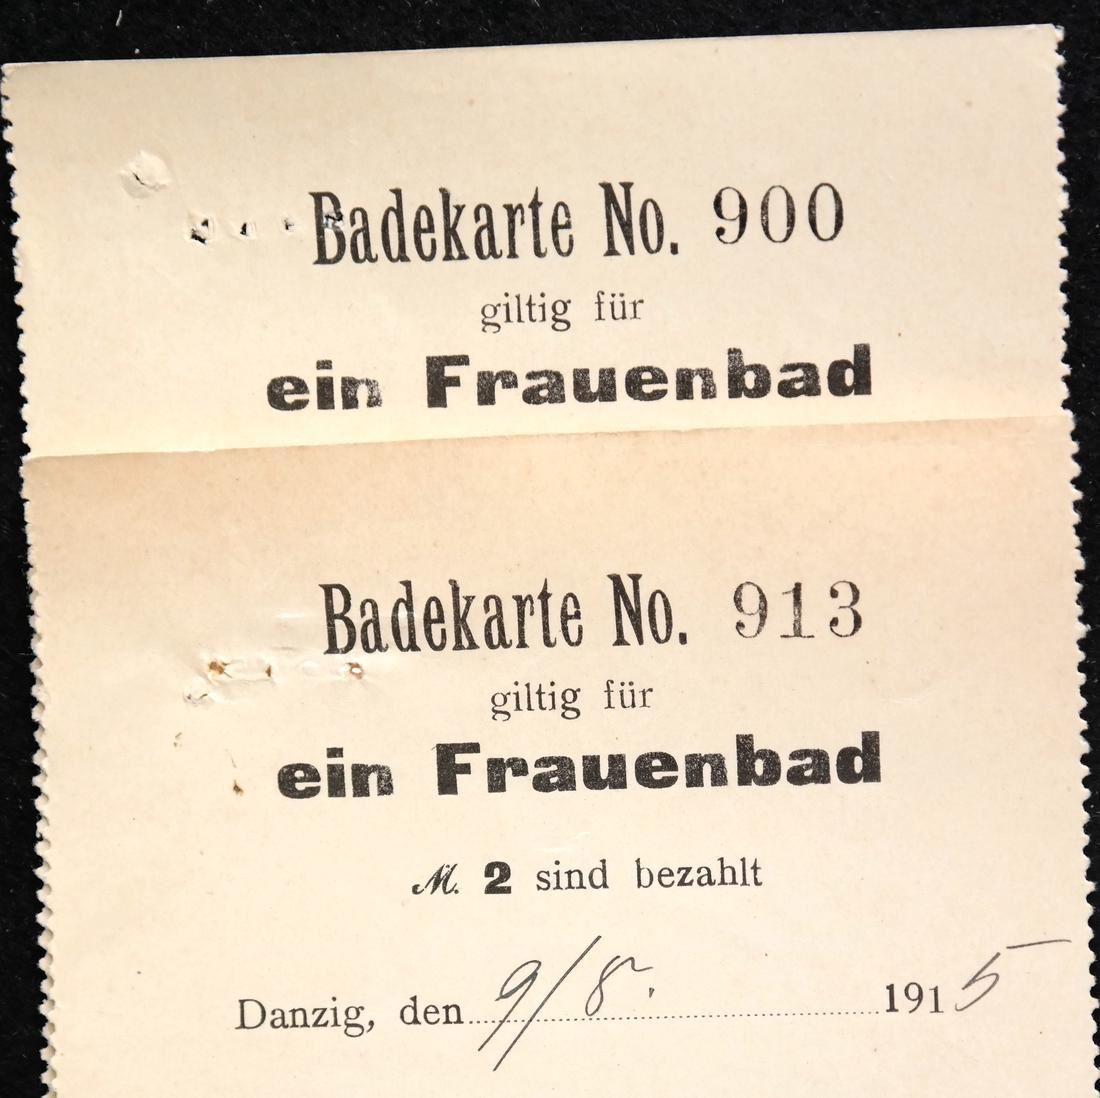 Badekarte No. 900
giltig für
ein Frauenbad
Badekarte No. 913
giltig für
ein Frauenbad
M. 2 sind bezahlt
Danzig, den 9/8. 1915